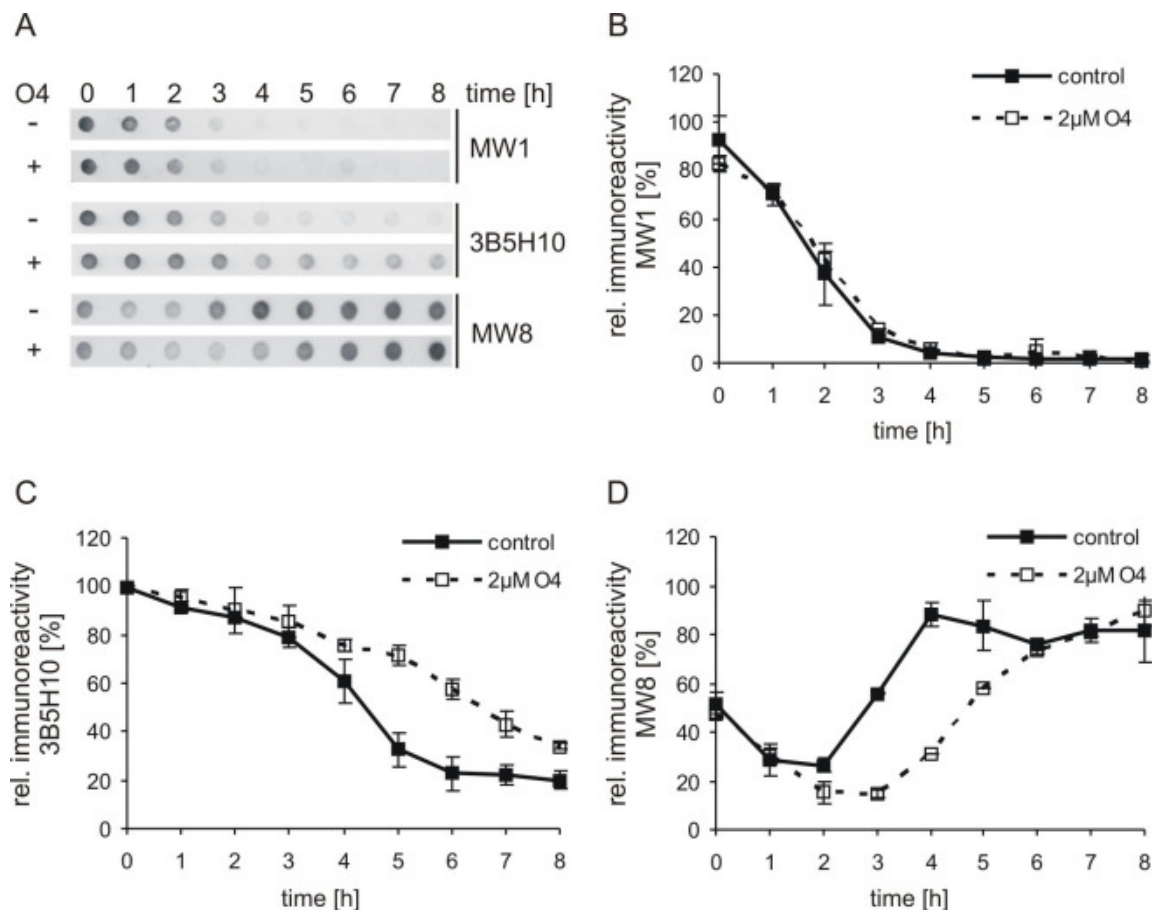 A
O4 0 1 2 3 4 5 6 7 8 time [h]
-
+
MW1
-
+
3B5H10
-
+
MW8
B
control
2µM O4
rel. immunoreactivity
MW1 [%]
120
100
80
60
40
20
0
0 1 2 3 4 5 6 7 8
time [h]
C
control
2µM O4
rel. immunoreactivity
3B5H10 [%]
120
100
80
60
40
20
0
0 1 2 3 4 5 6 7 8
time [h]
D
control
2µM O4
rel. immunoreactivity
MW8 [%]
120
100
80
60
40
20
0
0 1 2 3 4 5 6 7 8
time [h]